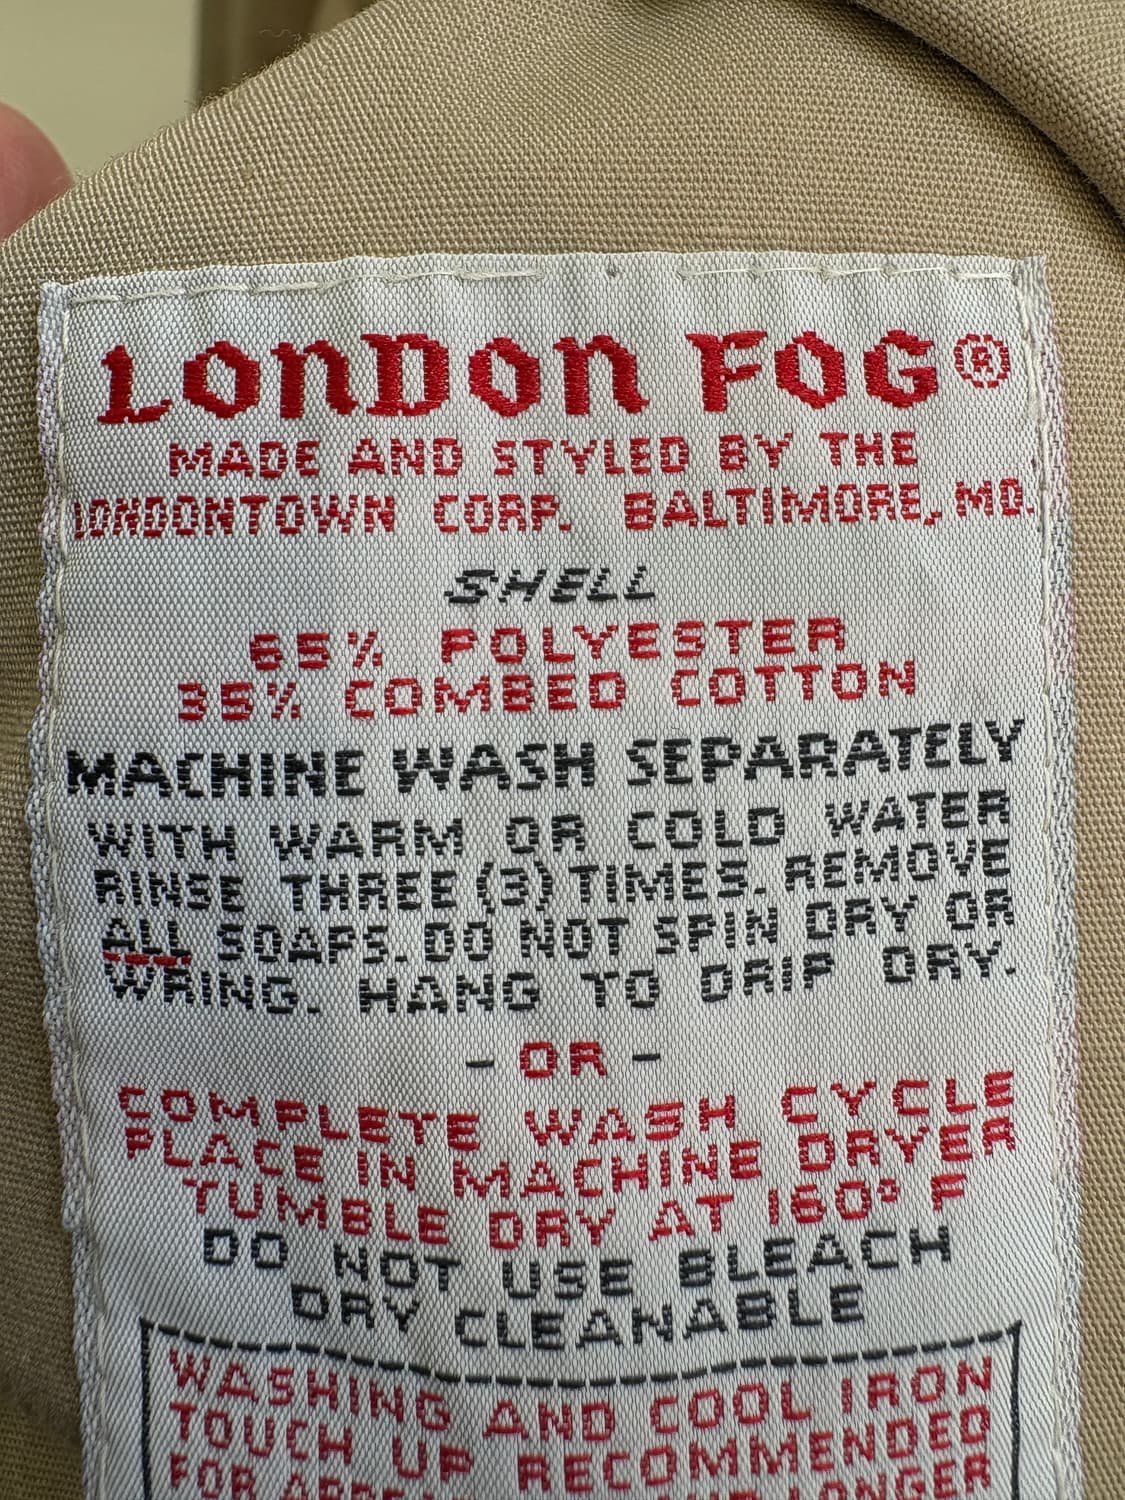 LONDON FOG®
MADE AND STYLED BY THE
LONDONTOWN CORP. BALTIMORE, MD.
SHELL
65% POLYESTER
35% COMBED COTTON
MACHINE WASH SEPARATELY
WITH WARM OR COLD WATER
RINSE THREE (3) TIMES. REMOVE
ALL SOAPS. DO NOT SPIN DRY OR
WRING. HANG TO DRIP DRY.
- OR -
COMPLETE WASH CYCLE
PLACE IN MACHINE DRYER
TUMBLE DRY AT 160° F
DO NOT USE BLEACH
DRY CLEANABLE
WASHING AND COOL IRON
TOUCH UP RECOMMENDED
FOR LONGER